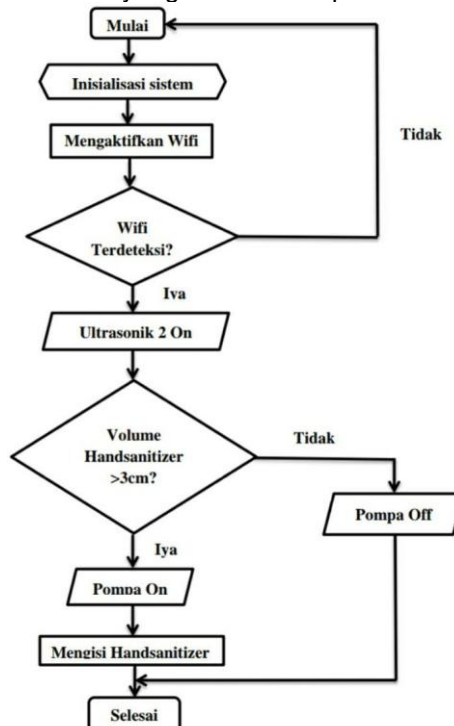 Mulai
Inisialisasi sistem
Mengaktifkan Wifi
Tidak
Wifi
Terdeteksi?
Iya
Ultrasonik 2 On
Volume
Handsanitizer
>3cm?
Tidak
Pompa Off
Iya
Pompa On
Mengisi Handsanitizer
Selesai